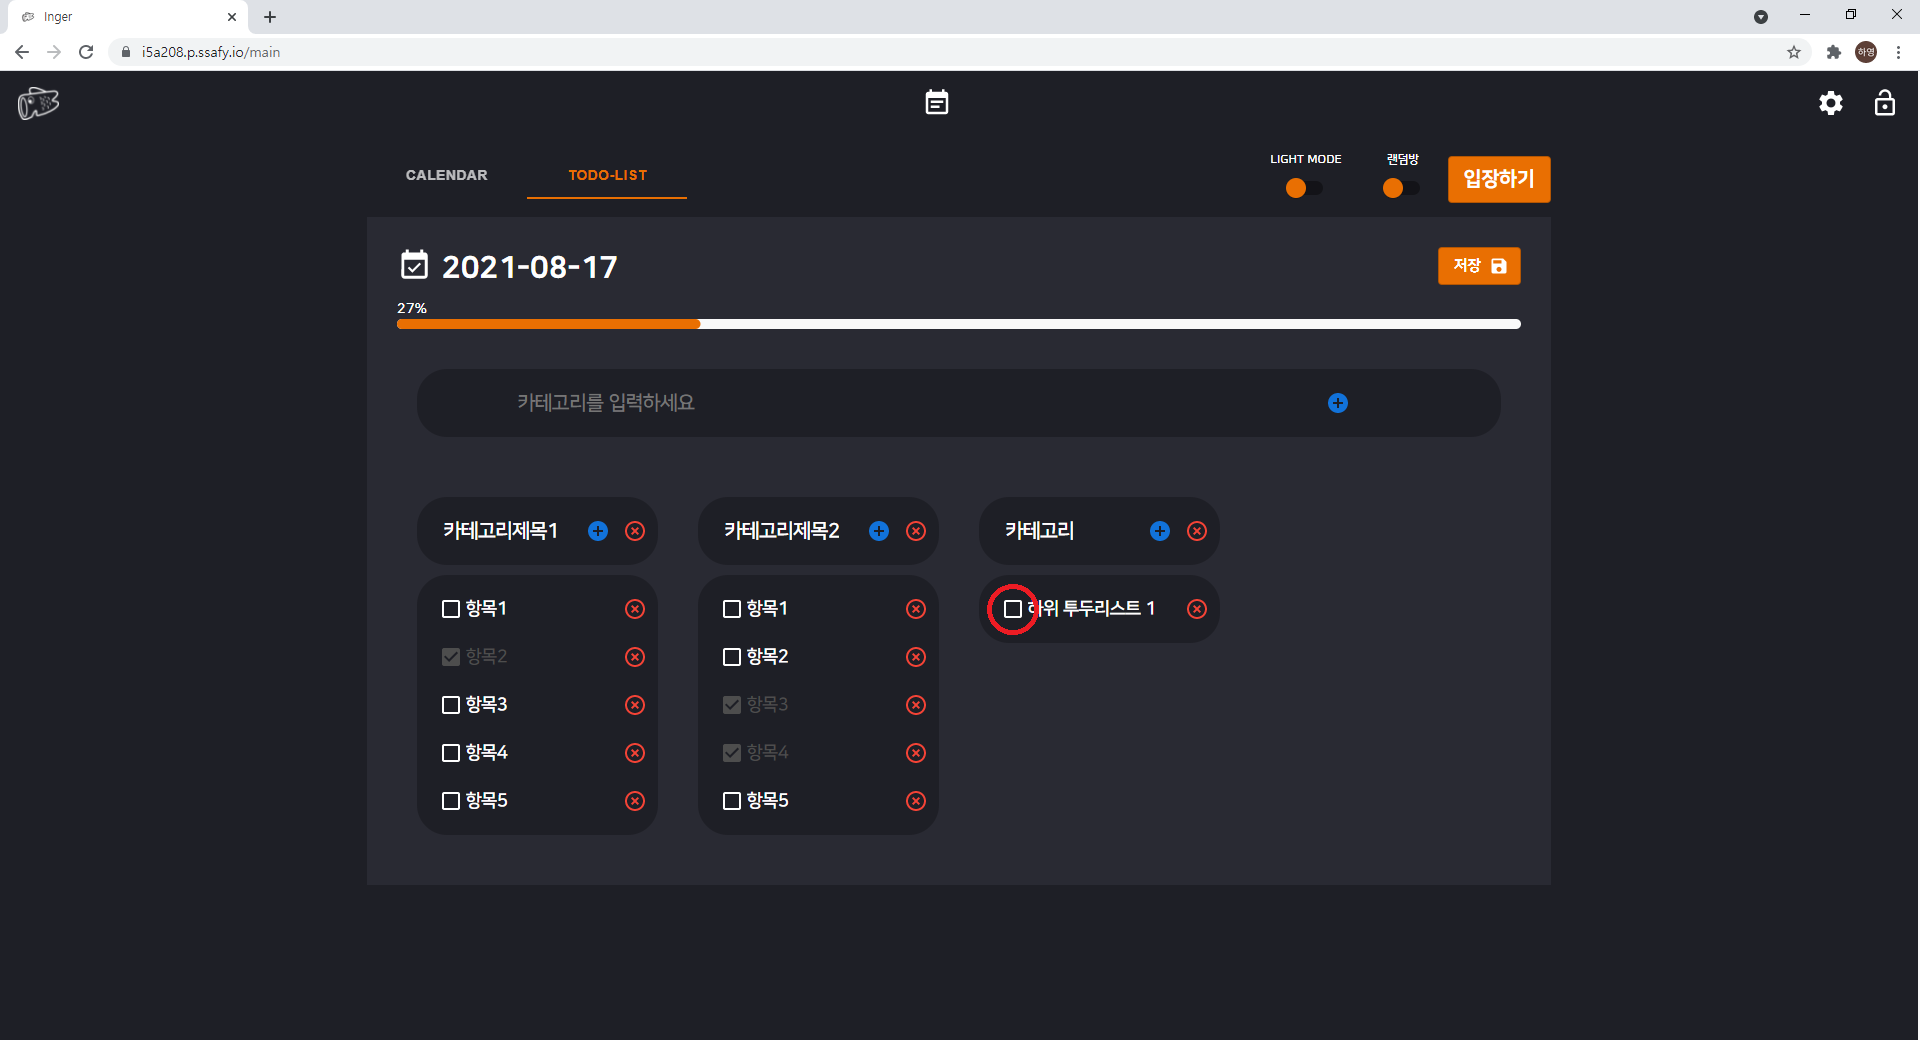 Inger
i5a208.p.ssafy.io/main
하영
CALENDAR
TODO-LIST
LIGHT MODE
랜덤방
입장하기
2021-08-17
저장
27%
카테고리를 입력하세요
카테고리제목1
카테고리제목2
카테고리
항목1
항목2
항목3
항목4
항목5
항목1
항목2
항목3
항목4
항목5
하위 투두리스트 1